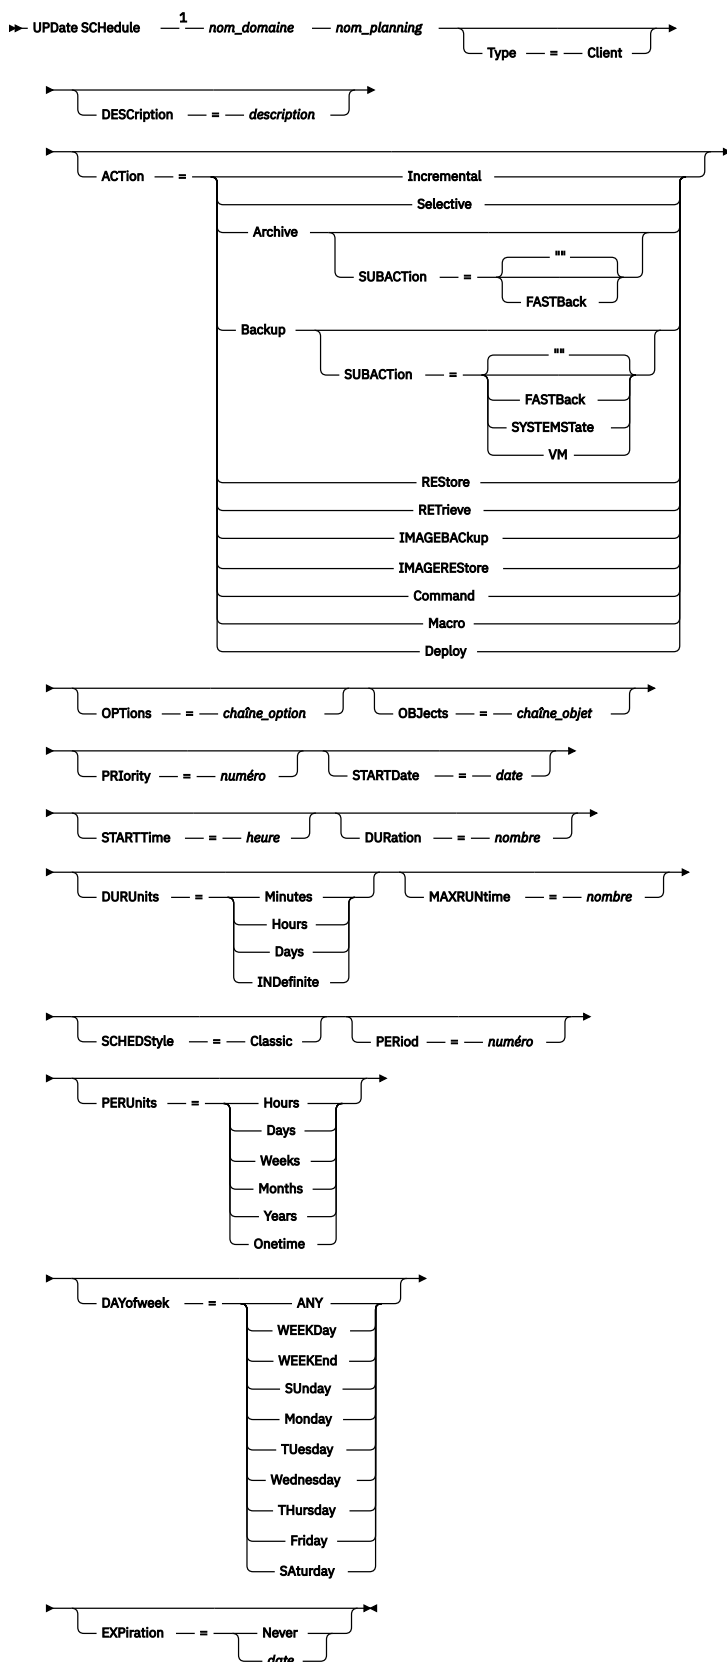 UPDate SCHedule 1 nom_domaine nom_planning
Type = Client
DESCription = description
ACTion = Incremental
Selective
Archive
SUBACTion = ""
FASTBack
Backup
SUBACTion = ""
FASTBack
SYSTEMSTate
VM
REStore
RETrieve
IMAGEBACkup
IMAGEREStore
Command
Macro
Deploy
OPTions = chaîne_option OBJects = chaîne_objet
PRIority = numéro STARTDate = date
STARTTime = heure DURation = nombre
DURUnits = Minutes MAXRUNtime = nombre
Hours
Days
INDefinite
SCHEDStyle = Classic PERiod = numéro
PERUnits = Hours
Days
Weeks
Months
Years
Onetime
DAYofweek = ANY
WEEKDay
WEEKEnd
SUnday
Monday
TUesday
Wednesday
THursday
Friday
SAturday
EXPiration = Never
date